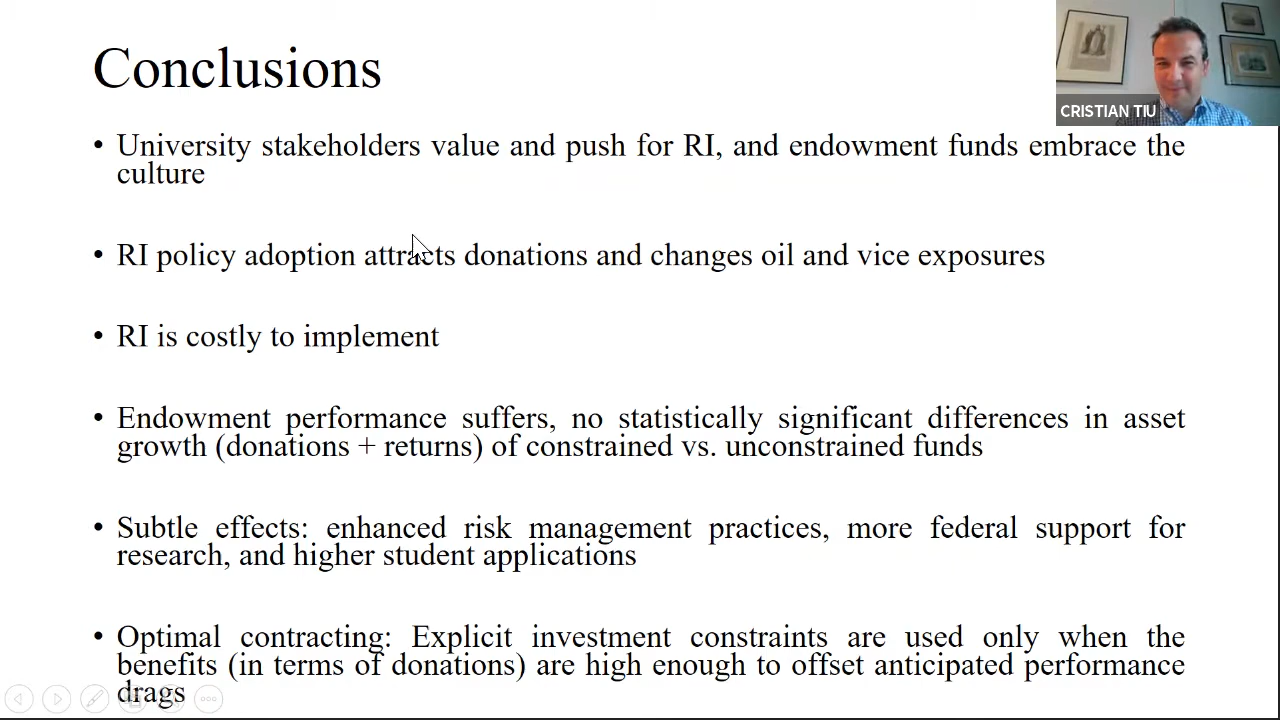 Conclusions
CRISTIAN TIU
• University stakeholders value and push for RI, and endowment funds embrace the
culture
• RI policy adoption attracts donations and changes oil and vice exposures
• RI is costly to implement
• Endowment performance suffers, no statistically significant differences in asset
growth (donations + returns) of constrained vs. unconstrained funds
• Subtle effects: enhanced risk management practices, more federal support for
research, and higher student applications
• Optimal contracting: Explicit investment constraints are used only when the
benefits (in terms of donations) are high enough to offset anticipated performance
drags